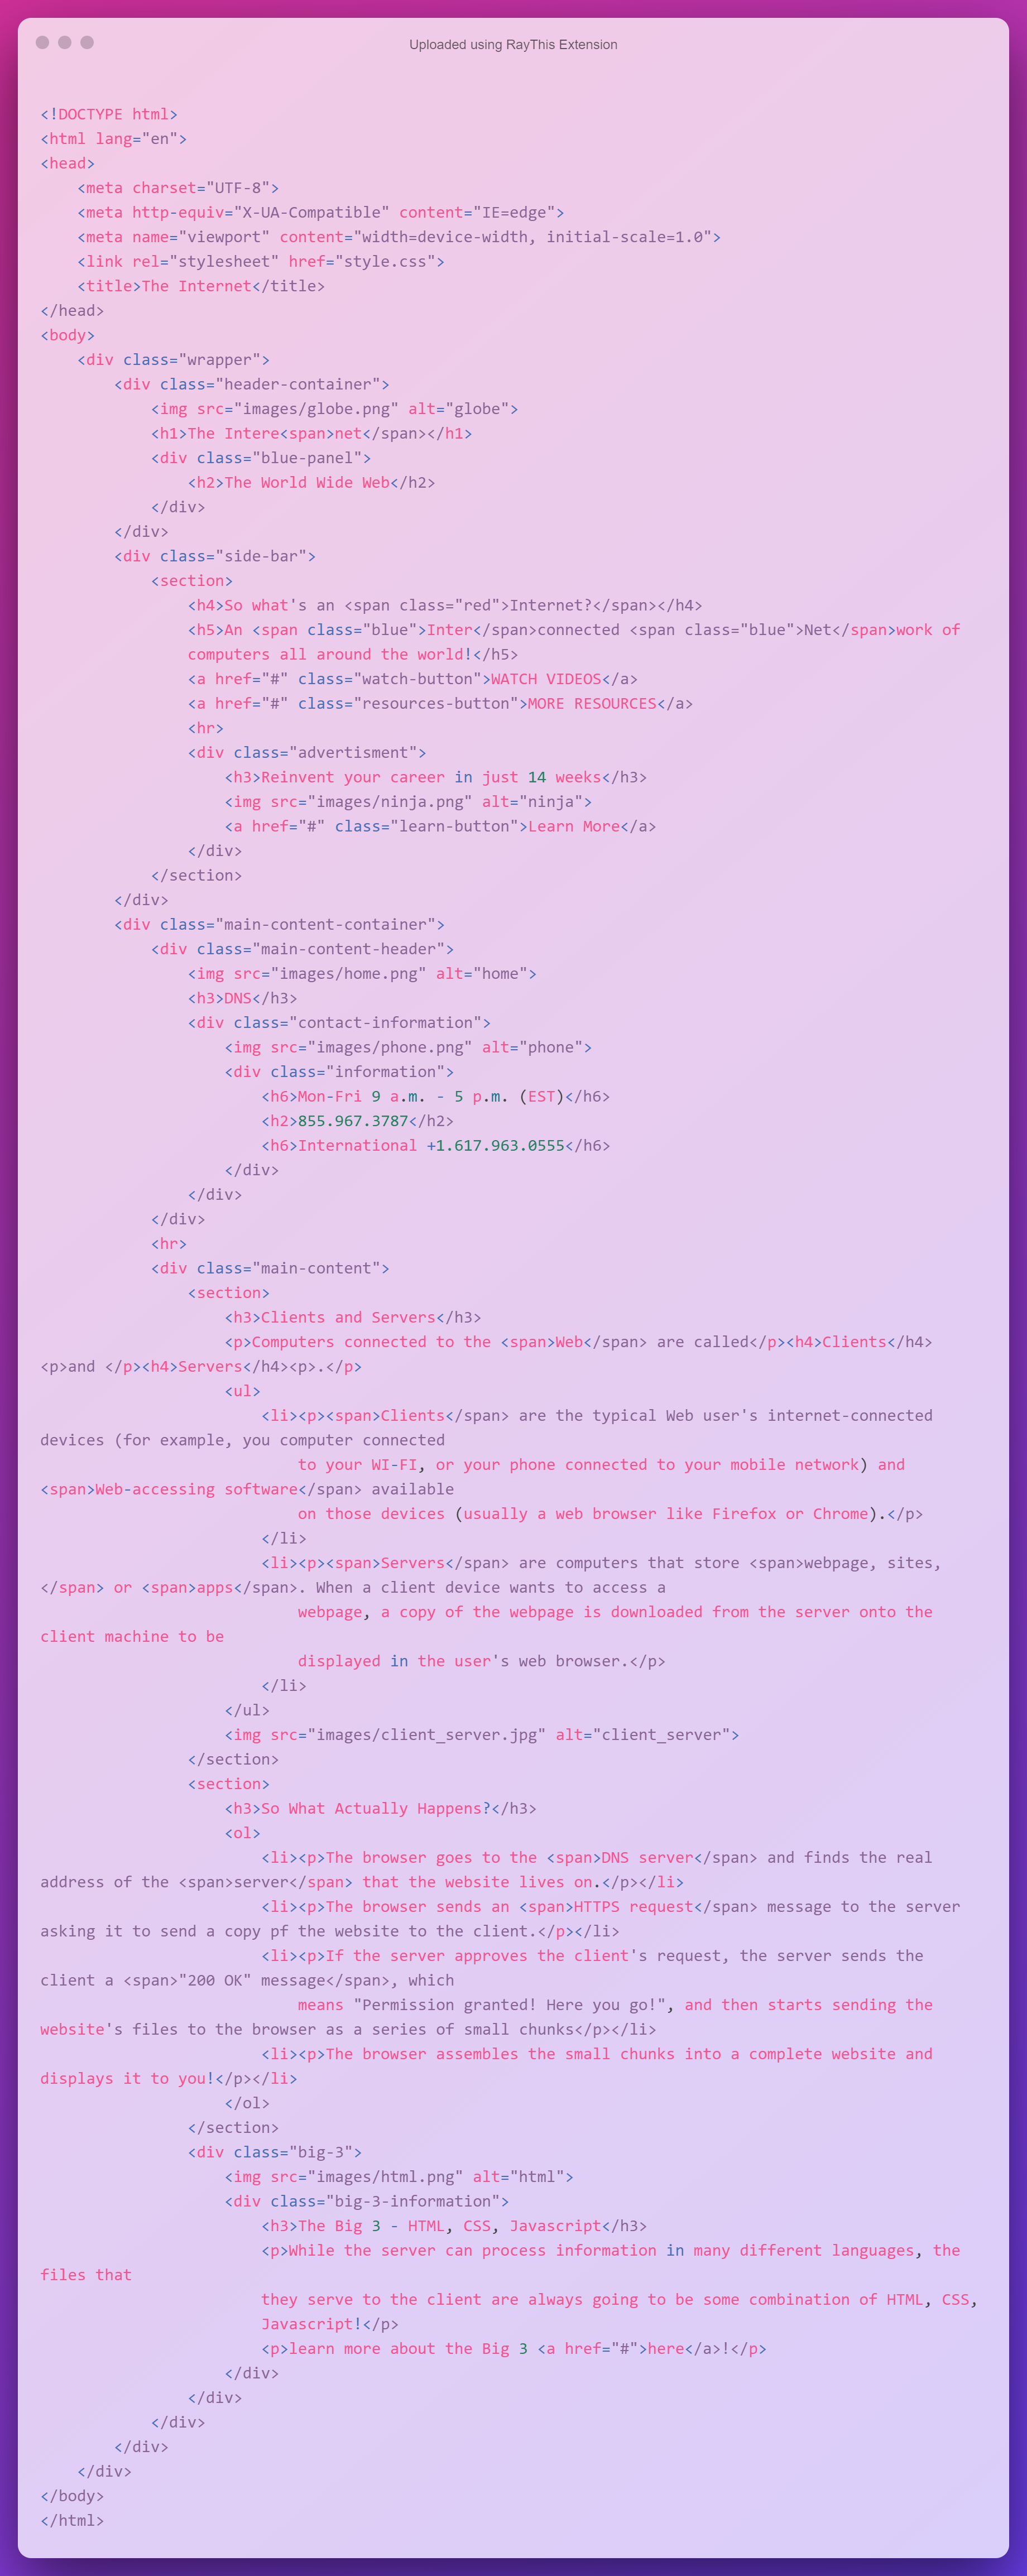 Uploaded using RayThis Extension
<!DOCTYPE html>
<html lang="en">
<head>
    <meta charset="UTF-8">
    <meta http-equiv="X-UA-Compatible" content="IE=edge">
    <meta name="viewport" content="width=device-width, initial-scale=1.0">
    <link rel="stylesheet" href="style.css">
    <title>The Internet</title>
</head>
<body>
    <div class="wrapper">
        <div class="header-container">
            <img src="images/globe.png" alt="globe">
            <h1>The Intere<span>net</span></h1>
            <div class="blue-panel">
                <h2>The World Wide Web</h2>
            </div>
        </div>
        <div class="side-bar">
            <section>
                <h4>So what's an <span class="red">Internet?</span></h4>
                <h5>An <span class="blue">Inter</span>connected <span class="blue">Net</span>work of
                computers all around the world!</h5>
                <a href="#" class="watch-button">WATCH VIDEOS</a>
                <a href="#" class="resources-button">MORE RESOURCES</a>
                <hr>
                <div class="advertisment">
                    <h3>Reinvent your career in just 14 weeks</h3>
                    <img src="images/ninja.png" alt="ninja">
                    <a href="#" class="learn-button">Learn More</a>
                </div>
            </section>
        </div>
        <div class="main-content-container">
            <div class="main-content-header">
                <img src="images/home.png" alt="home">
                <h3>DNS</h3>
                <div class="contact-information">
                    <img src="images/phone.png" alt="phone">
                    <div class="information">
                        <h6>Mon-Fri 9 a.m. - 5 p.m. (EST)</h6>
                        <h2>855.967.3787</h2>
                        <h6>International +1.617.963.0555</h6>
                    </div>
                </div>
            </div>
            <hr>
            <div class="main-content">
                <section>
                    <h3>Clients and Servers</h3>
                    <p>Computers connected to the <span>Web</span> are called</p><h4>Clients</h4>
<p>and </p><h4>Servers</h4><p>.</p>
                    <ul>
                        <li><p><span>Clients</span> are the typical Web user's internet-connected
devices (for example, you computer connected
                            to your WI-FI, or your phone connected to your mobile network) and
<span>Web-accessing software</span> available
                            on those devices (usually a web browser like Firefox or Chrome).</p>
                        </li>
                        <li><p><span>Servers</span> are computers that store <span>webpage, sites,
</span> or <span>apps</span>. When a client device wants to access a
                            webpage, a copy of the webpage is downloaded from the server onto the
client machine to be
                            displayed in the user's web browser.</p>
                        </li>
                    </ul>
                    <img src="images/client_server.jpg" alt="client_server">
                </section>
                <section>
                    <h3>So What Actually Happens?</h3>
                    <ol>
                        <li><p>The browser goes to the <span>DNS server</span> and finds the real
address of the <span>server</span> that the website lives on.</p></li>
                        <li><p>The browser sends an <span>HTTPS request</span> message to the server
asking it to send a copy pf the website to the client.</p></li>
                        <li><p>If the server approves the client's request, the server sends the
client a <span>"200 OK" message</span>, which
                            means "Permission granted! Here you go!", and then starts sending the
website's files to the browser as a series of small chunks</p></li>
                        <li><p>The browser assembles the small chunks into a complete website and
displays it to you!</p></li>
                    </ol>
                </section>
                <div class="big-3">
                    <img src="images/html.png" alt="html">
                    <div class="big-3-information">
                        <h3>The Big 3 - HTML, CSS, Javascript</h3>
                        <p>While the server can process information in many different languages, the
files that
                        they serve to the client are always going to be some combination of HTML, CSS,
                        Javascript!</p>
                        <p>learn more about the Big 3 <a href="#">here</a>!</p>
                    </div>
                </div>
            </div>
        </div>
    </div>
</body>
</html>